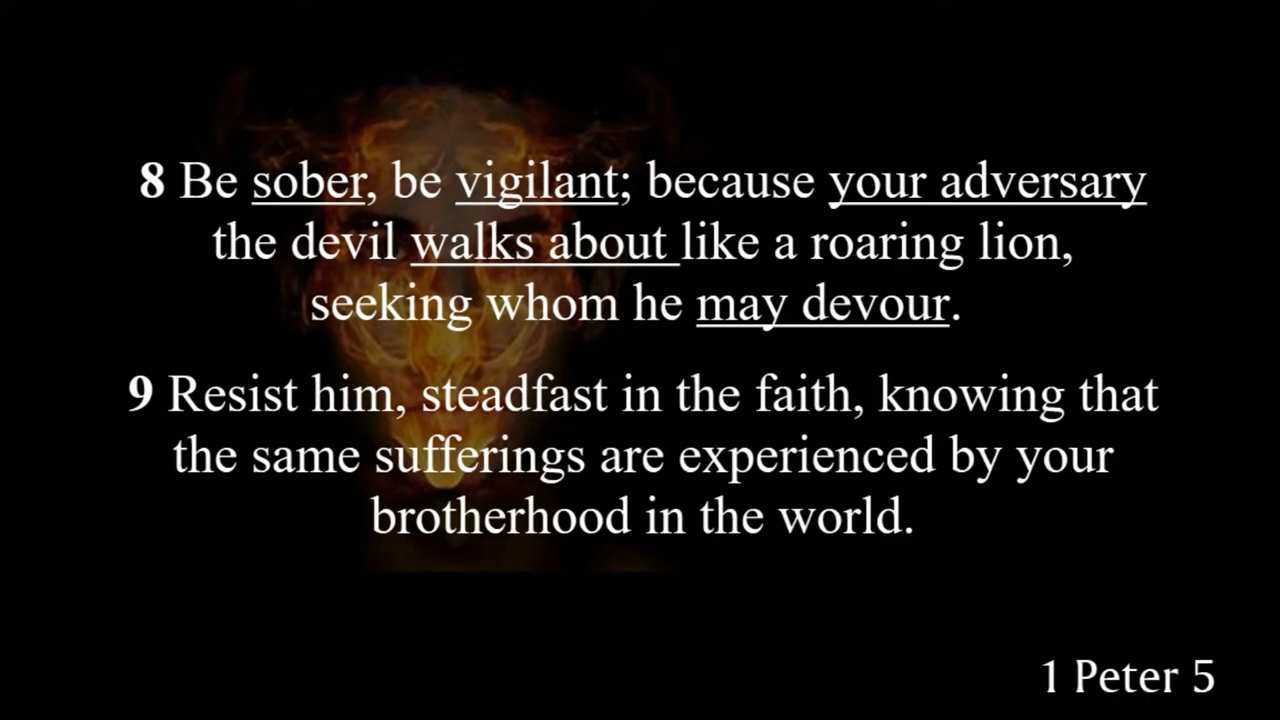 8 Be sober, be vigilant; because your adversary
the devil walks about like a roaring lion,
seeking whom he may devour.
9 Resist him, steadfast in the faith, knowing that
the same sufferings are experienced by your
brotherhood in the world.
1 Peter 5